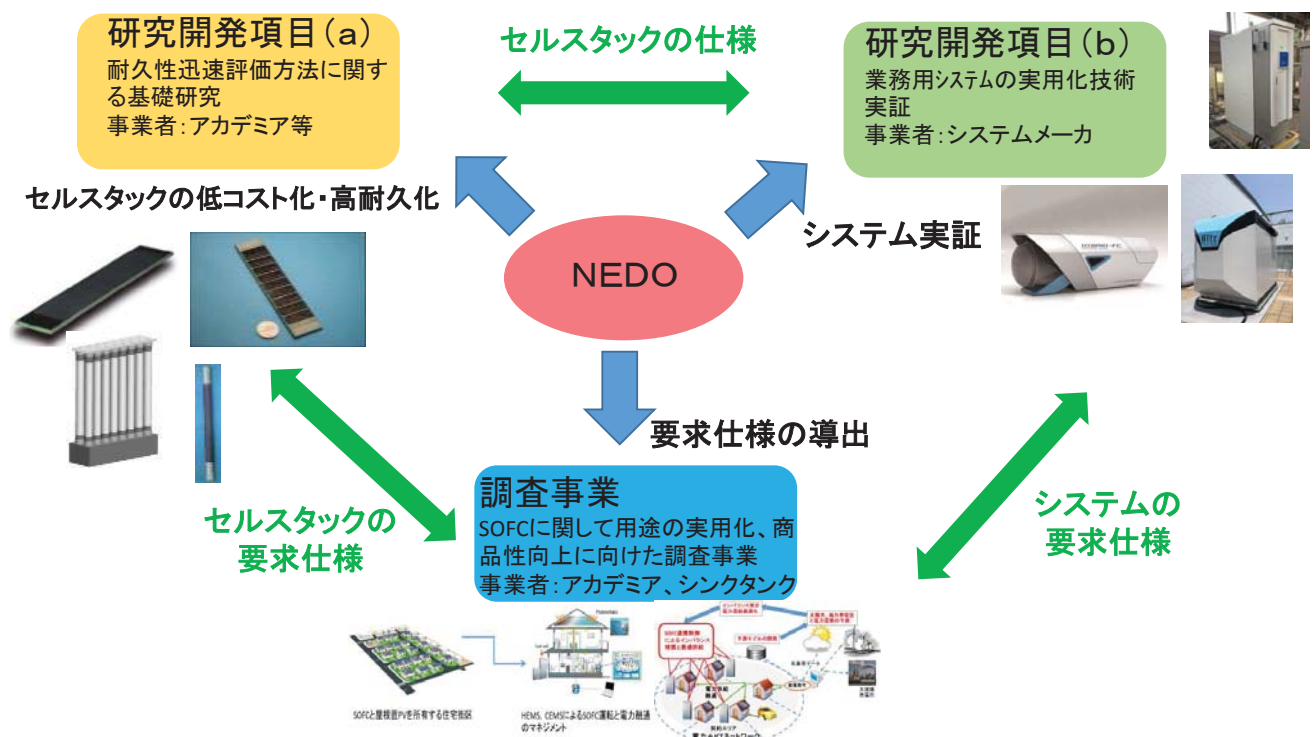 研究開発項目(a)
耐久性迅速評価方法に関す
る基礎研究
事業者:アカデミア等
セルスタックの仕様
研究開発項目(b)
業務用システムの実用化技術
実証
事業者:システムメーカ
セルスタックの低コスト化・高耐久化
NEDO
システム実証
要求仕様の導出
調査事業
SOFCに関して用途の実用化、商
品性向上に向けた調査事業
事業者:アカデミア、シンクタンク
セルスタックの
要求仕様
システムの
要求仕様
SOFCと屋根置PVを所有する住宅街区
HEMS, CEMSによるSOFC運転と電力融通
のマネジメント
契約エリア